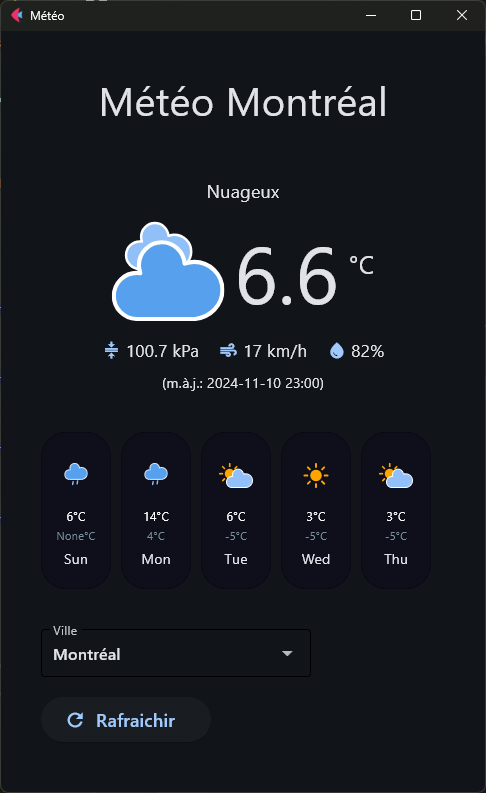 Météo
Météo Montréal
Nuageux
6.6 °C
100.7 kPa 17 km/h 82%
(m.à.j.: 2024-11-10 23:00)
6°C 14°C 6°C 3°C 3°C
None°C 4°C -5°C -5°C -5°C
Sun Mon Tue Wed Thu
Ville
Montréal
Rafraichir